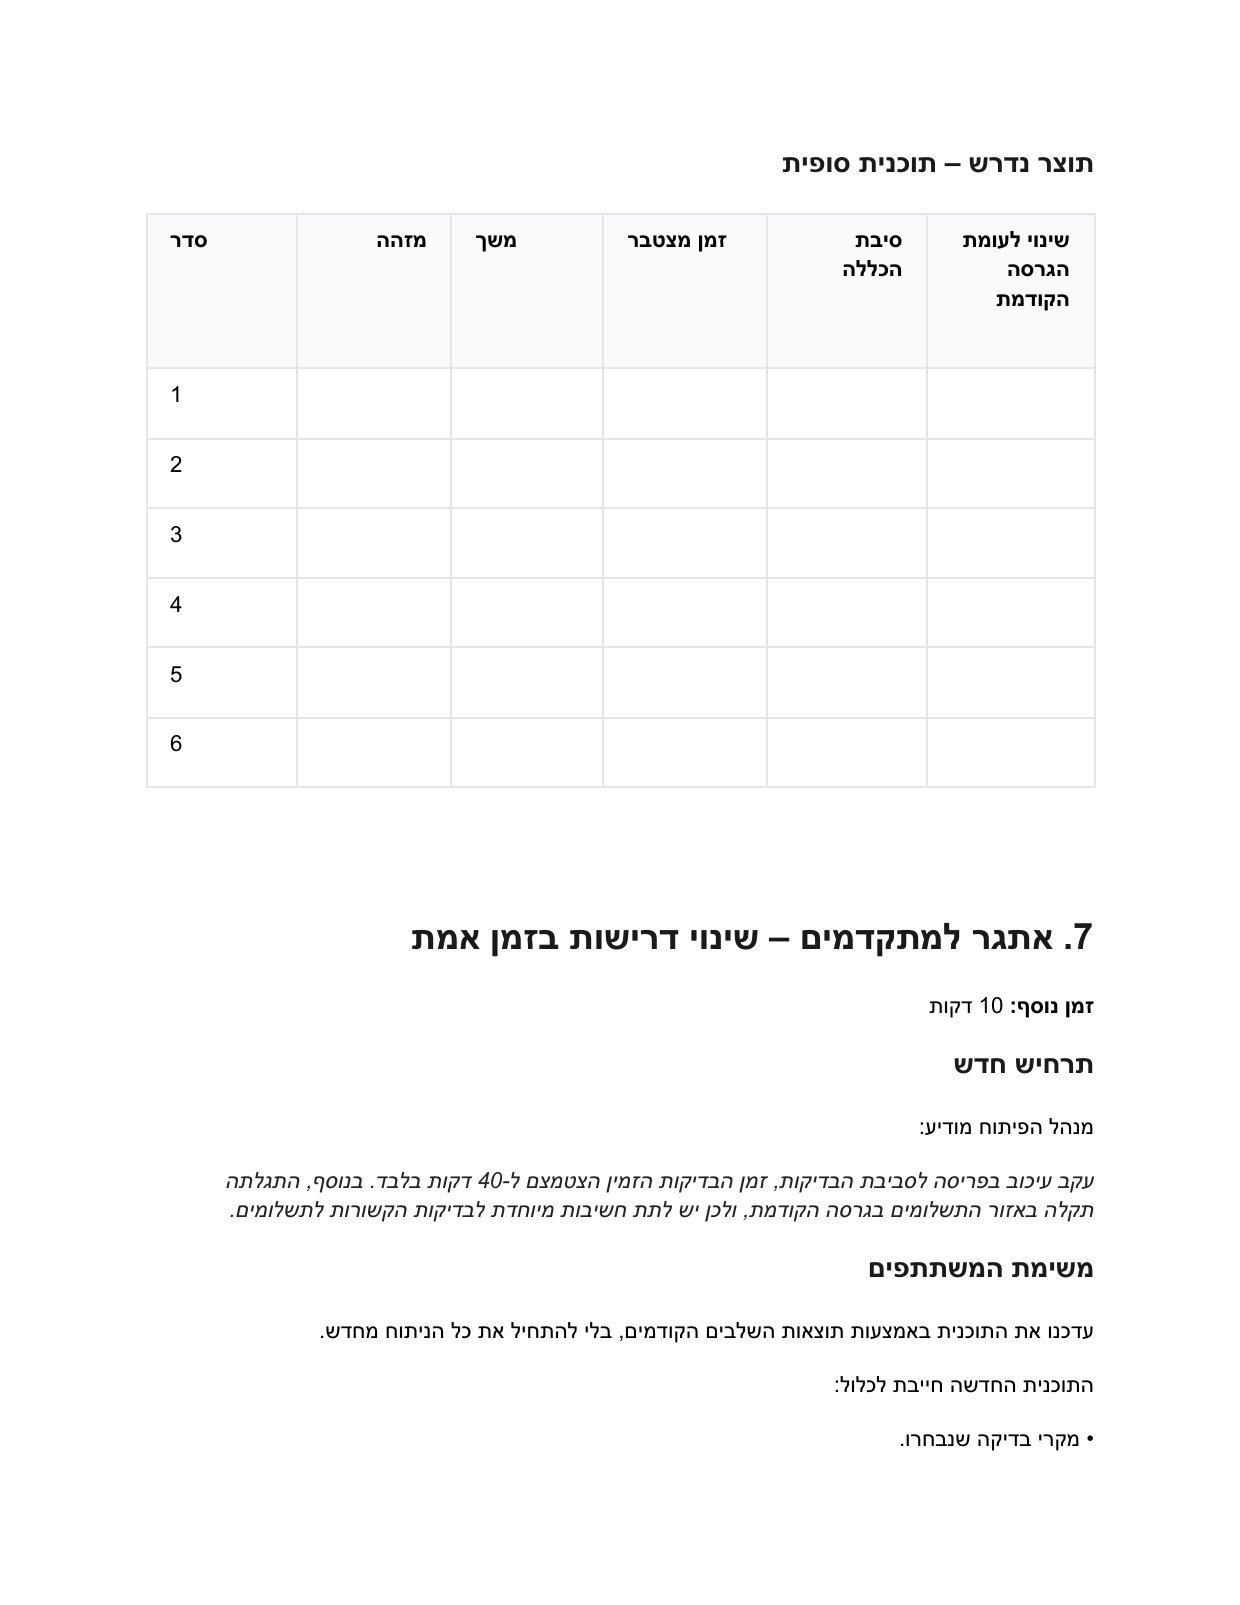 תוצר נדרש – תוכנית סופית
סדר
מזהה
משך
זמן מצטבר
סיבת
הכללה
שינוי לעומת
הגרסה
הקודמת
1
2
3
4
5
6
7. אתגר למתקדמים – שינוי דרישות בזמן אמת
זמן נוסף: 10 דקות
תרחיש חדש
מנהל הפיתוח מודיע:
עקב עיכוב בפריסה לסביבת הבדיקות, זמן הבדיקות הזמין הצטמצם ל-40 דקות בלבד. בנוסף, התגלתה
תקלה באזור התשלומים בגרסה הקודמת, ולכן יש לתת חשיבות מיוחדת לבדיקות הקשורות לתשלומים.
משימת המשתתפים
עדכנו את התוכנית באמצעות תוצאות השלבים הקודמים, בלי להתחיל את כל הניתוח מחדש.
התוכנית החדשה חייבת לכלול:
• מקרי בדיקה שנבחרו.